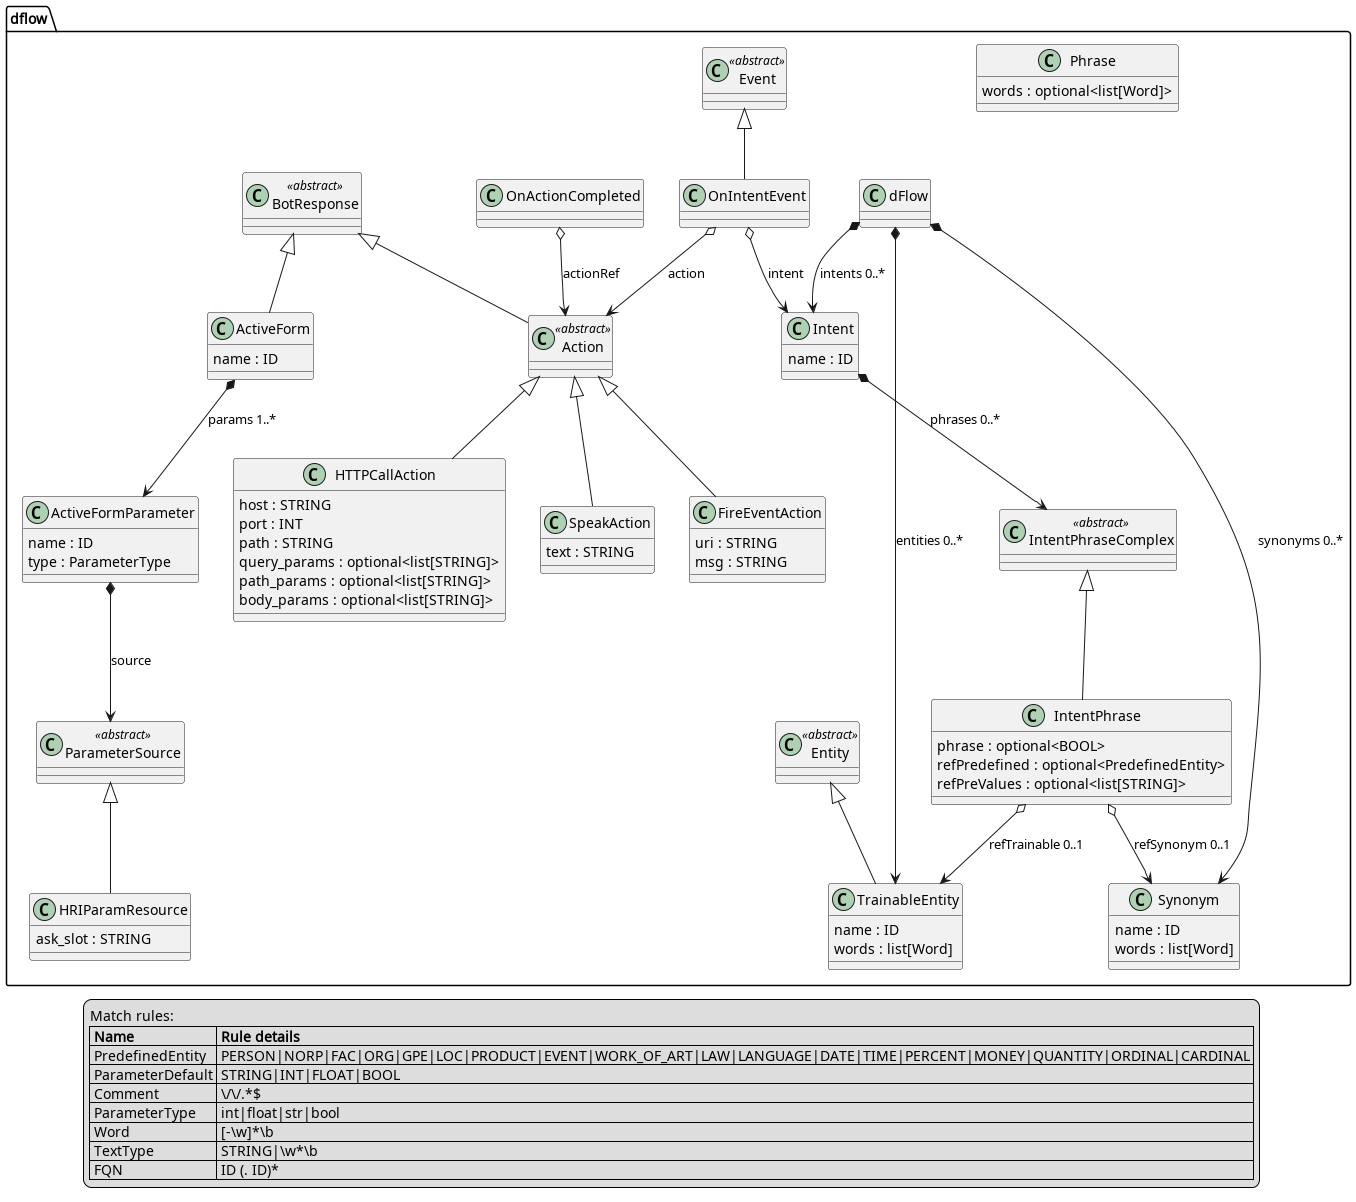 dflow
C «abstract» Event
C Phrase
words : optional<list[Word]>
C «abstract» BotResponse
C OnActionCompleted
C OnIntentEvent
C dFlow
actionRef
action
intent
intents 0..*
C ActiveForm
name : ID
C «abstract» Action
C Intent
name : ID
params 1..*
phrases 0..*
C HTTPCallAction
host : STRING
port : INT
path : STRING
query_params : optional<list[STRING]>
path_params : optional<list[STRING]>
body_params : optional<list[STRING]>
C ActiveFormParameter
name : ID
type : ParameterType
C SpeakAction
text : STRING
C FireEventAction
uri : STRING
msg : STRING
entities 0..*
C «abstract» IntentPhraseComplex
synonyms 0..*
source
C «abstract» ParameterSource
C «abstract» Entity
C IntentPhrase
phrase : optional<BOOL>
refPredefined : optional<PredefinedEntity>
refPreValues : optional<list[STRING]>
refTrainable 0..1
refSynonym 0..1
C HRIParamResource
ask_slot : STRING
C TrainableEntity
name : ID
words : list[Word]
C Synonym
name : ID
words : list[Word]
Match rules:
Name Rule details
PredefinedEntity PERSON|NORP|FAC|ORG|GPE|LOC|PRODUCT|EVENT|WORK_OF_ART|LAW|LANGUAGE|DATE|TIME|PERCENT|MONEY|QUANTITY|ORDINAL|CARDINAL
ParameterDefault STRING|INT|FLOAT|BOOL
Comment \/\/.*$
ParameterType int|float|str|bool
Word [-\w]*\b
TextType STRING|\w*\b
FQN ID (. ID)*